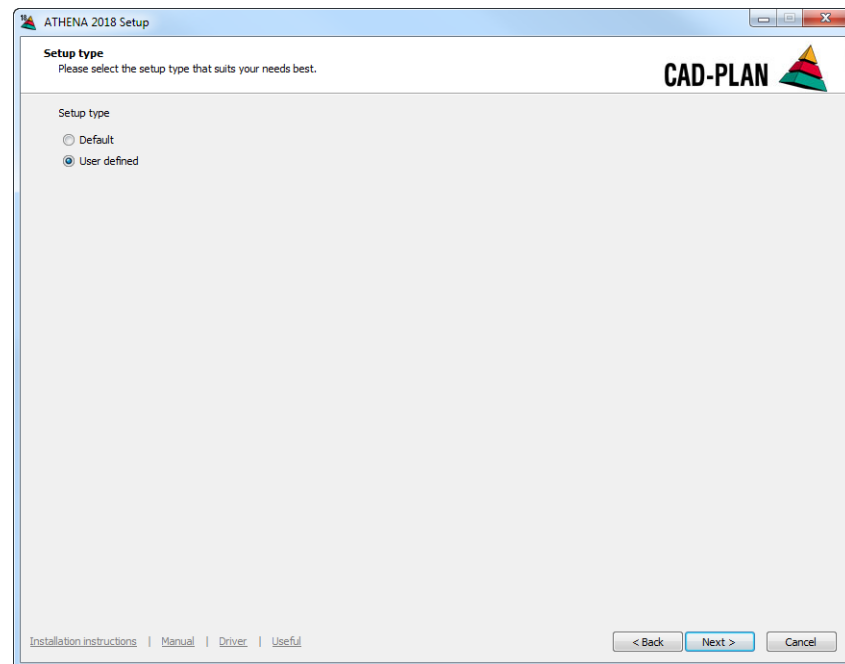 ATHENA 2018 Setup
Setup type
Please select the setup type that suits your needs best.
CAD-PLAN
Setup type
Default
User defined
Installation instructions | Manual | Driver | Useful
< Back Next > Cancel